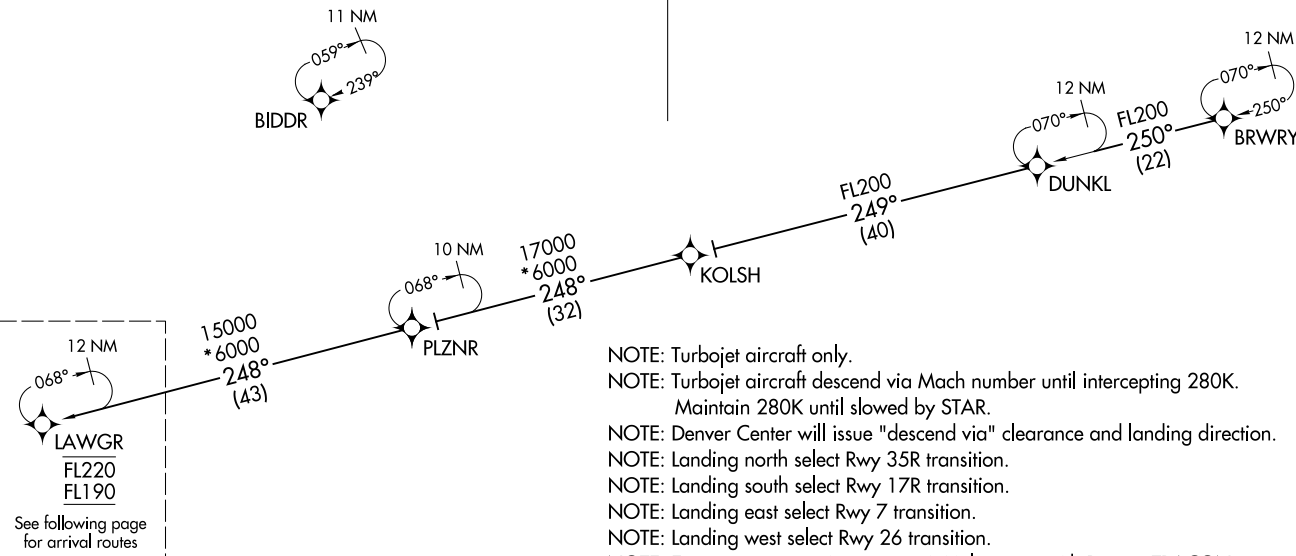 11 NM
059°
239°
BIDDR
12 NM
070°
250°
BRWRY
12 NM
070°
FL200
250°
(22)
DUNKL
FL200
249°
(40)
KOLSH
10 NM
068°
17000
*6000
248°
(32)
PLZNR
15000
*6000
248°
(43)
12 NM
068°
LAWGR
FL220
FL190
See following page
for arrival routes
NOTE: Turbojet aircraft only.
NOTE: Turbojet aircraft descend via Mach number until intercepting 280K.
Maintain 280K until slowed by STAR.
NOTE: Denver Center will issue "descend via" clearance and landing direction.
NOTE: Landing north select Rwy 35R transition.
NOTE: Landing south select Rwy 17R transition.
NOTE: Landing east select Rwy 7 transition.
NOTE: Landing west select Rwy 26 transition.
NOTE: